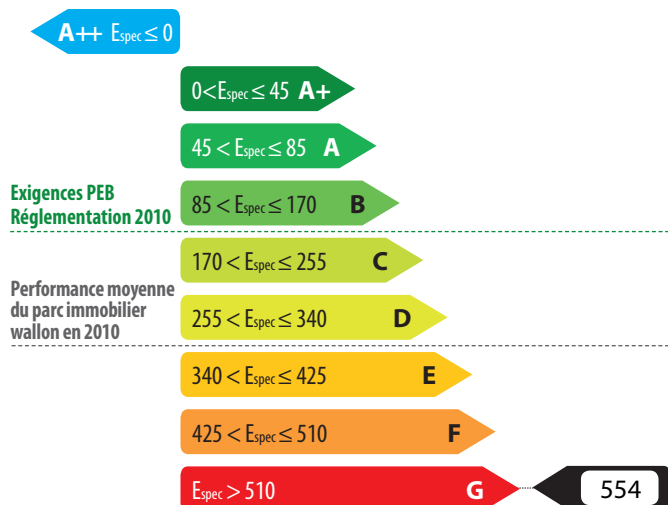 A++ Espec ≤ 0
0<Espec ≤ 45 A+
45 < Espec ≤ 85 A
Exigences PEB
Réglementation 2010
85 < Espec ≤ 170 B
170 < Espec ≤ 255 C
Performance moyenne
du parc immobilier
wallon en 2010
255 < Espec ≤ 340 D
340 < Espec ≤ 425 E
425 < Espec ≤ 510 F
Espec > 510 G 554